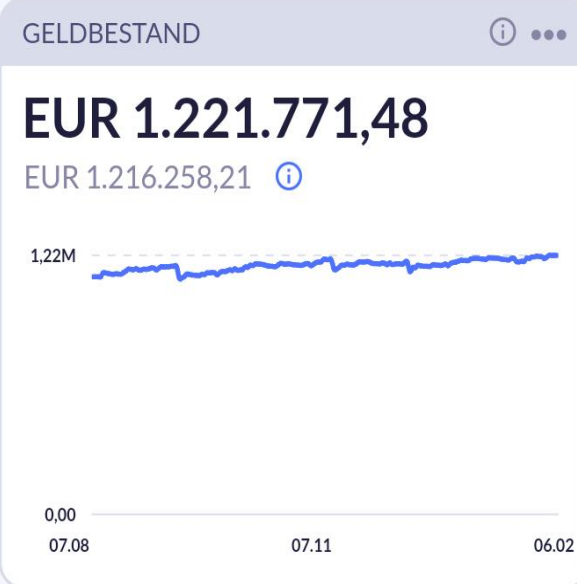 GELDBESTAND
EUR 1.221.771,48
EUR 1.216.258,21
1,22M
0,00
07.08 07.11 06.02